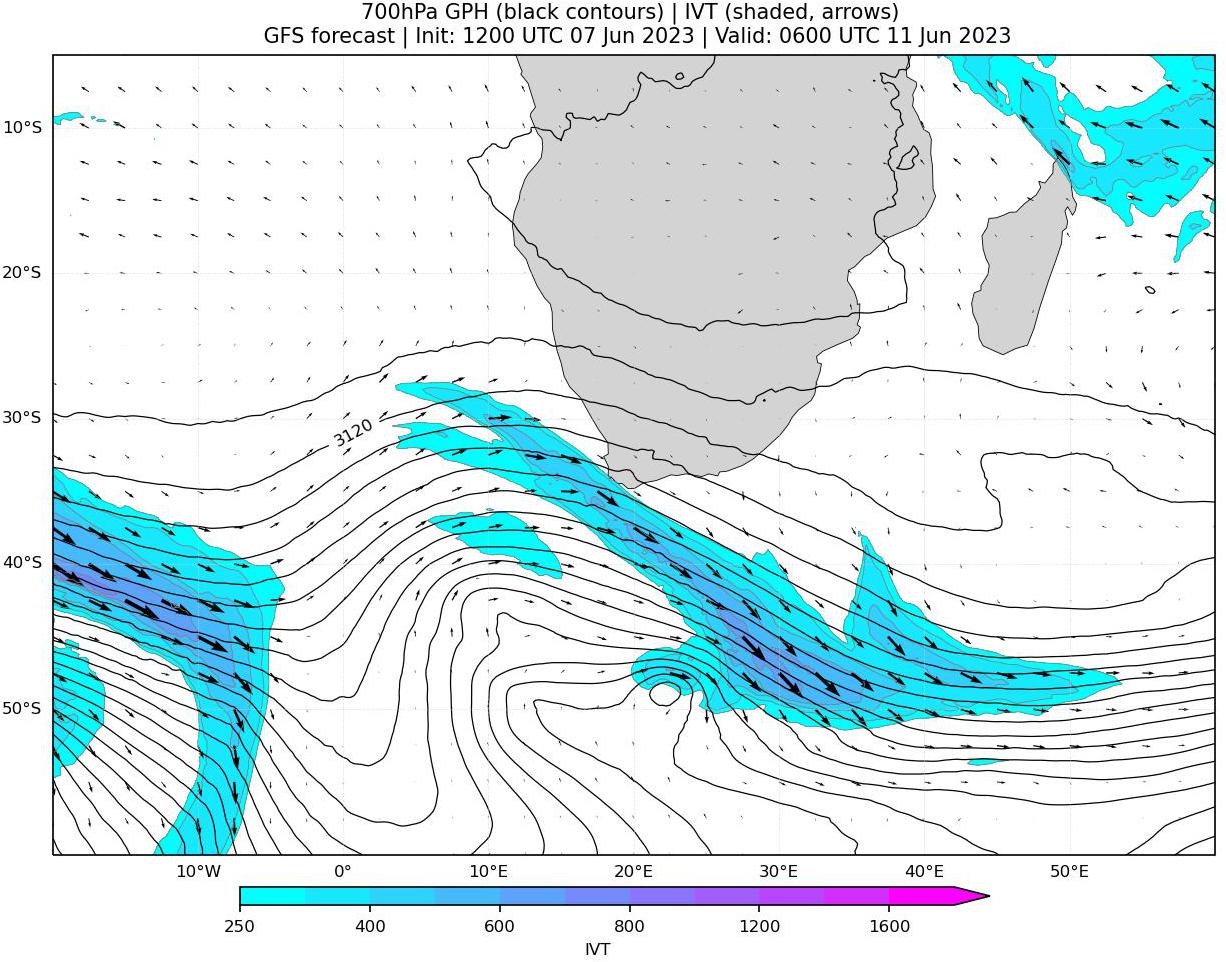 700hPa GPH (black contours) | IVT (shaded, arrows)
GFS forecast | Init: 1200 UTC 07 Jun 2023 | Valid: 0600 UTC 11 Jun 2023
10°S
20°S
30°S
3120
40°S
50°S
10°W 0° 10°E 20°E 30°E 40°E 50°E
250 400 600 800 1200 1600
IVT